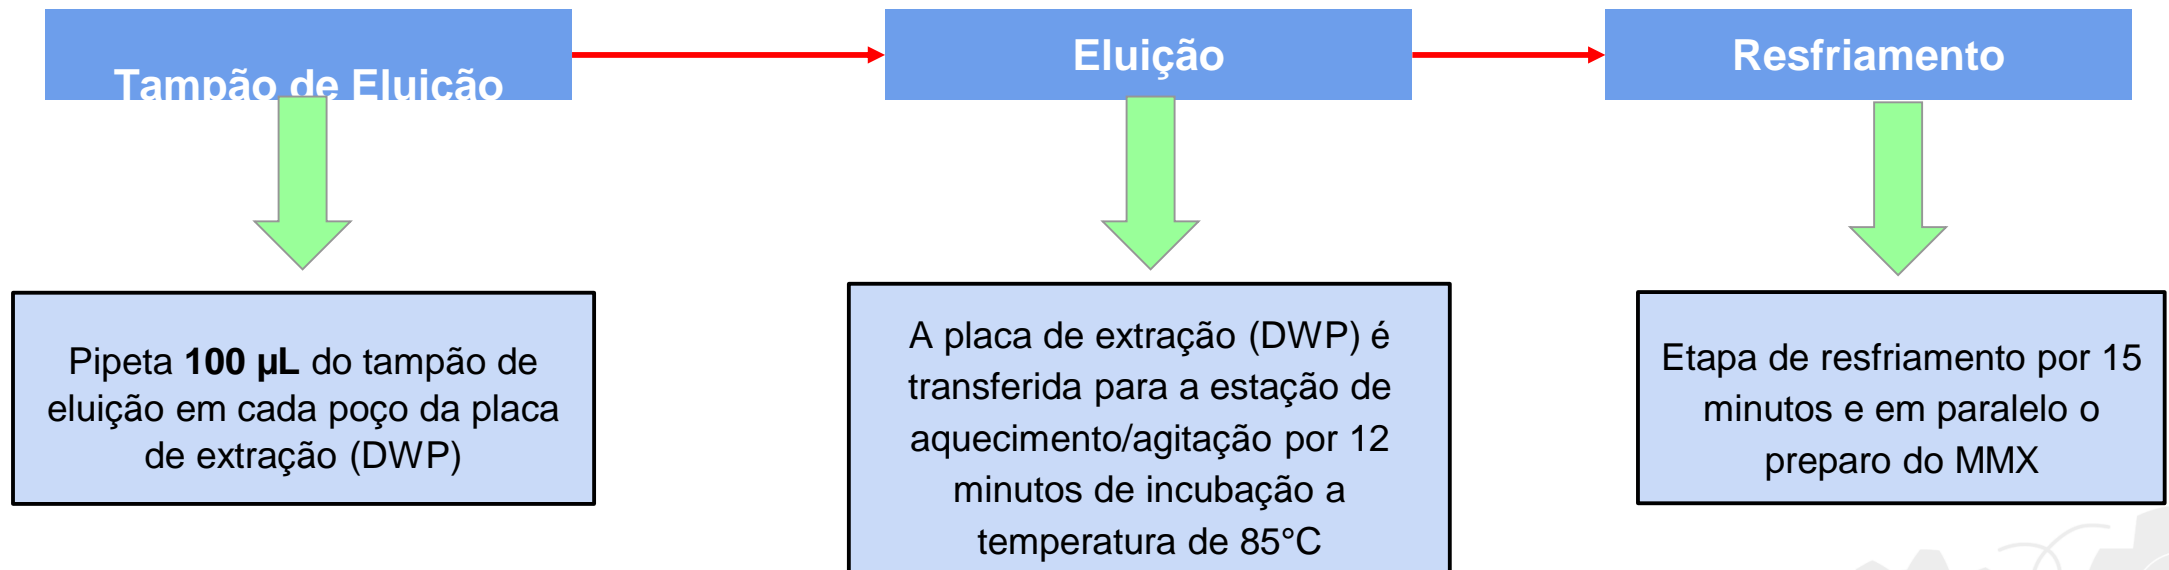 Tampão de Eluição
Eluição
Resfriamento
Pipeta 100 µL do tampão de
eluição em cada poço da placa
de extração (DWP)
A placa de extração (DWP) é
transferida para a estação de
aquecimento/agitação por 12
minutos de incubação a
temperatura de 85°C
Etapa de resfriamento por 15
minutos e em paralelo o
preparo do MMX